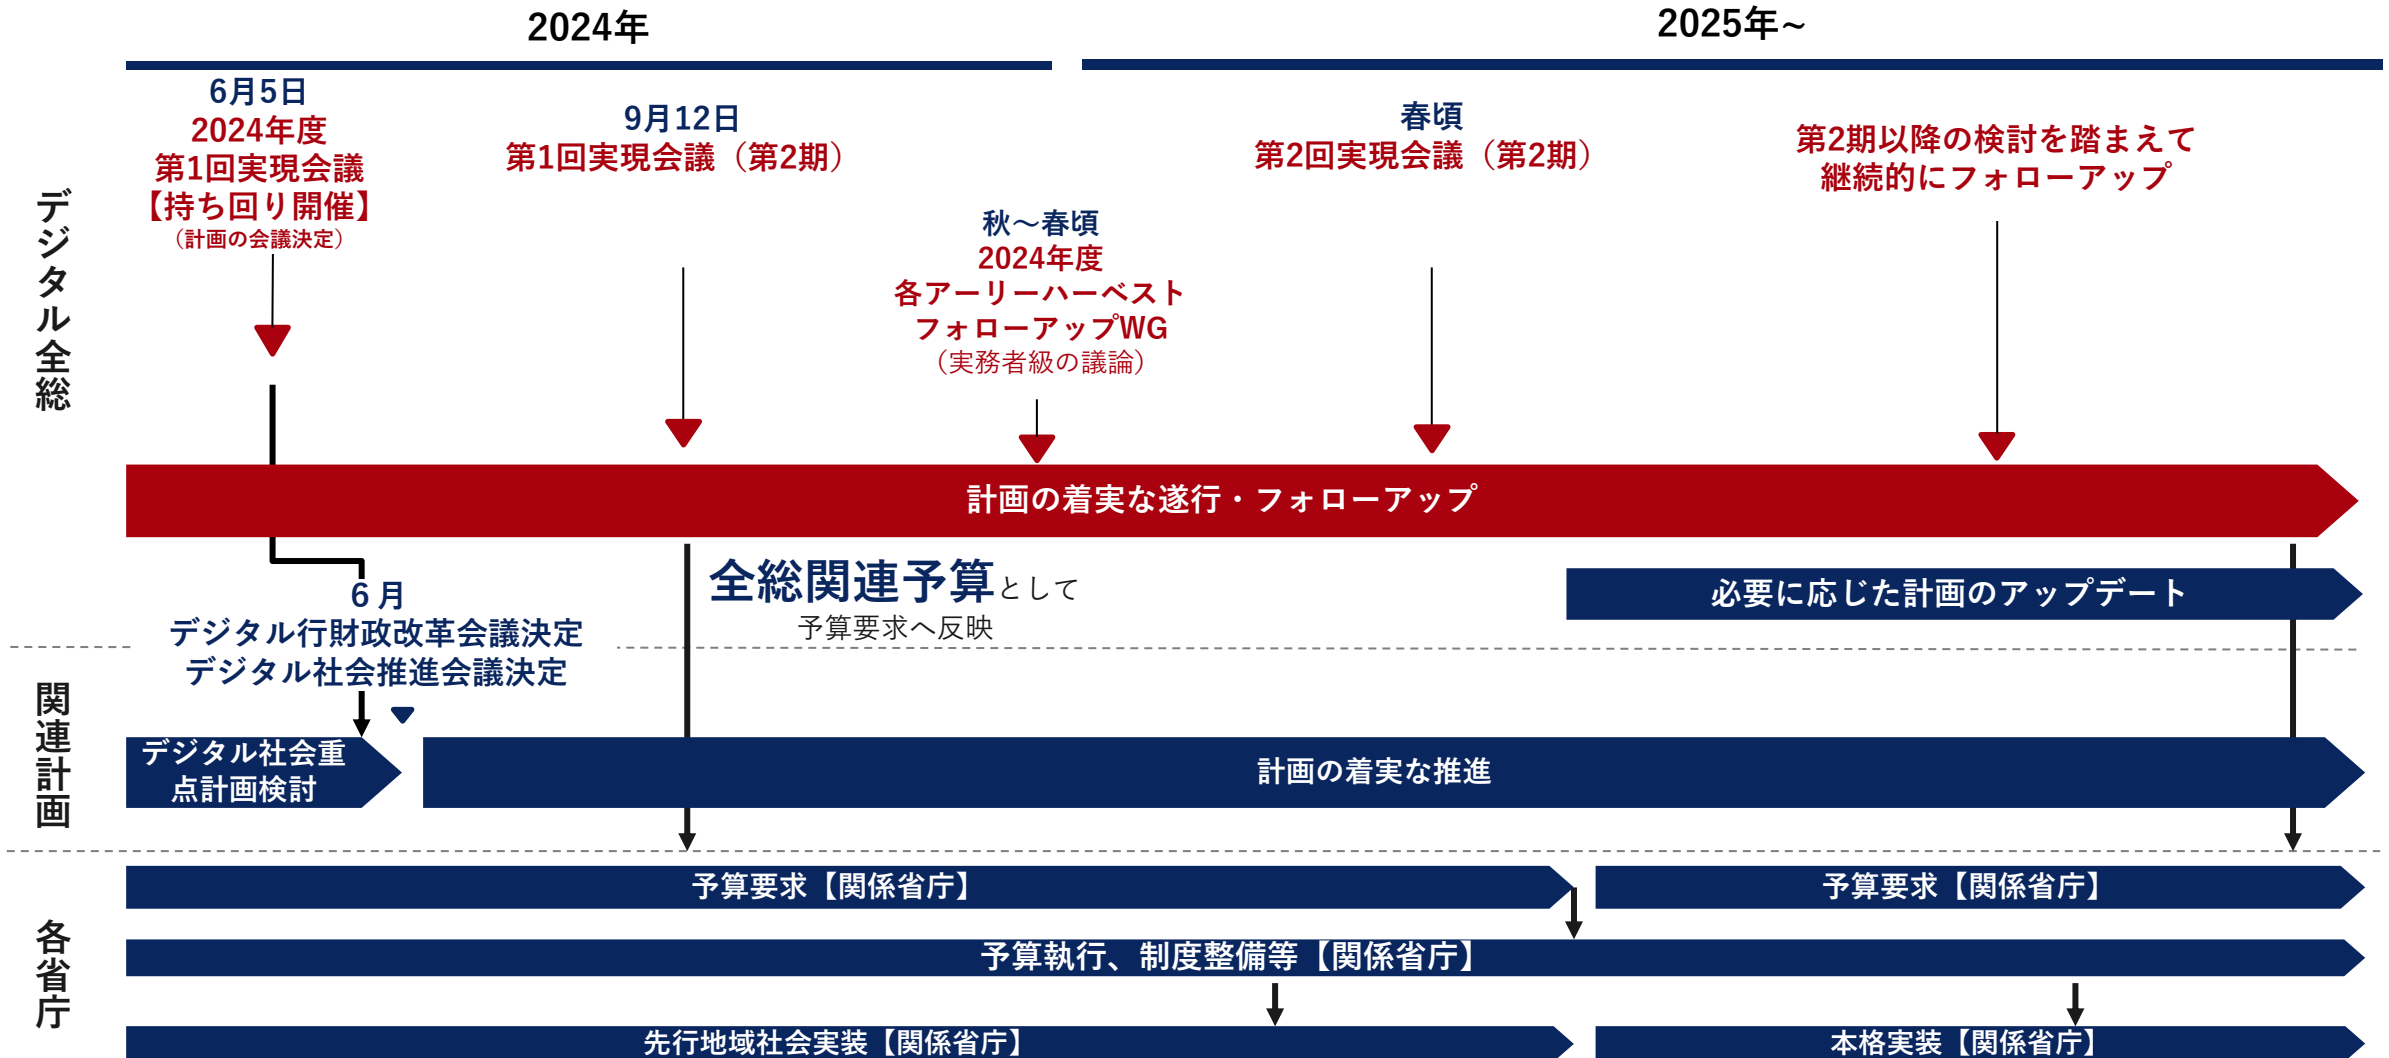 2024年
2025年~
6月5日
2024年度
第1回実現会議
【持ち回り開催】
（計画の会議決定）
9月12日
第1回実現会議（第2期）
秋～春頃
2024年度
各アーリーハーベスト
フォローアップWG
（実務者級の議論）
春頃
第2回実現会議（第2期）
第2期以降の検討を踏まえて
継続的にフォローアップ
デジタル全総
計画の着実な遂行・フォローアップ
全総関連予算として
予算要求へ反映
必要に応じた計画のアップデート
6月
デジタル行財政改革会議決定
デジタル社会推進会議決定
関連計画
デジタル社会重
点計画検討
計画の着実な推進
各省庁
予算要求【関係省庁】
予算要求【関係省庁】
予算執行、制度整備等【関係省庁】
先行地域社会実装【関係省庁】
本格実装【関係省庁】